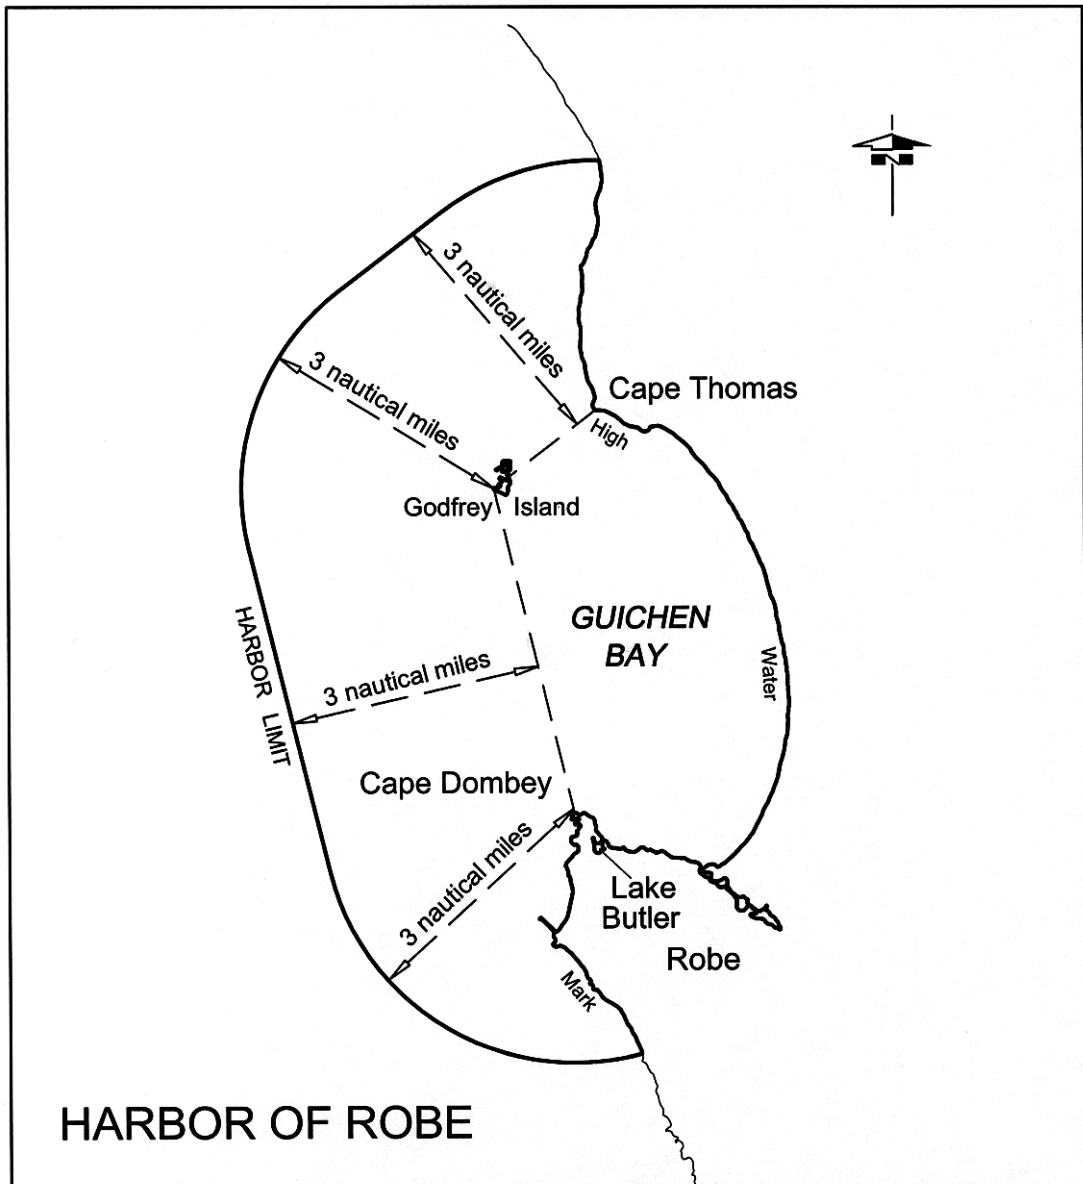 N
3 nautical miles
3 nautical miles
Cape Thomas
High
Godfrey Island
GUICHEN
BAY
HARBOR LIMIT
Water
3 nautical miles
Cape Dombey
3 nautical miles
Lake
Butler
Robe
Mark
HARBOR OF ROBE